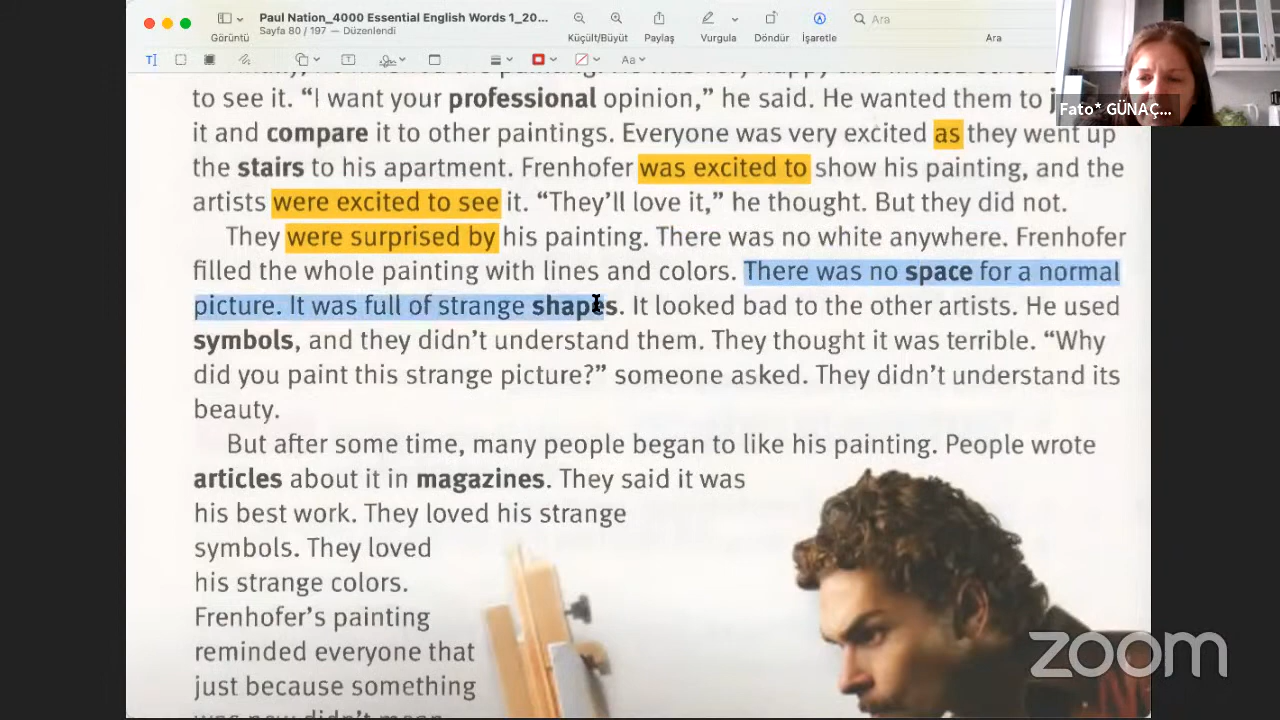 Paul Nation_4000 Essential English Words 1_20...
Sayfa 80 / 197 — Düzenlendi
Görüntü
Küçült/Büyüt
Paylaş
Vurgula
Döndür
İşaretle
Ara
Ara
Aa
Fato* GÜNAÇ...
to see it. “I want your professional opinion,” he said. He wanted them to
it and compare it to other paintings. Everyone was very excited as they went up
the stairs to his apartment. Frenhofer was excited to show his painting, and the
artists were excited to see it. “They’ll love it,” he thought. But they did not.
They were surprised by his painting. There was no white anywhere. Frenhofer
filled the whole painting with lines and colors. There was no space for a normal
picture. It was full of strange shapes. It looked bad to the other artists. He used
symbols, and they didn’t understand them. They thought it was terrible. “Why
did you paint this strange picture?” someone asked. They didn’t understand its
beauty.
But after some time, many people began to like his painting. People wrote
articles about it in magazines. They said it was
his best work. They loved his strange
symbols. They loved
his strange colors.
Frenhofer’s painting
reminded everyone that
just because something
zoom